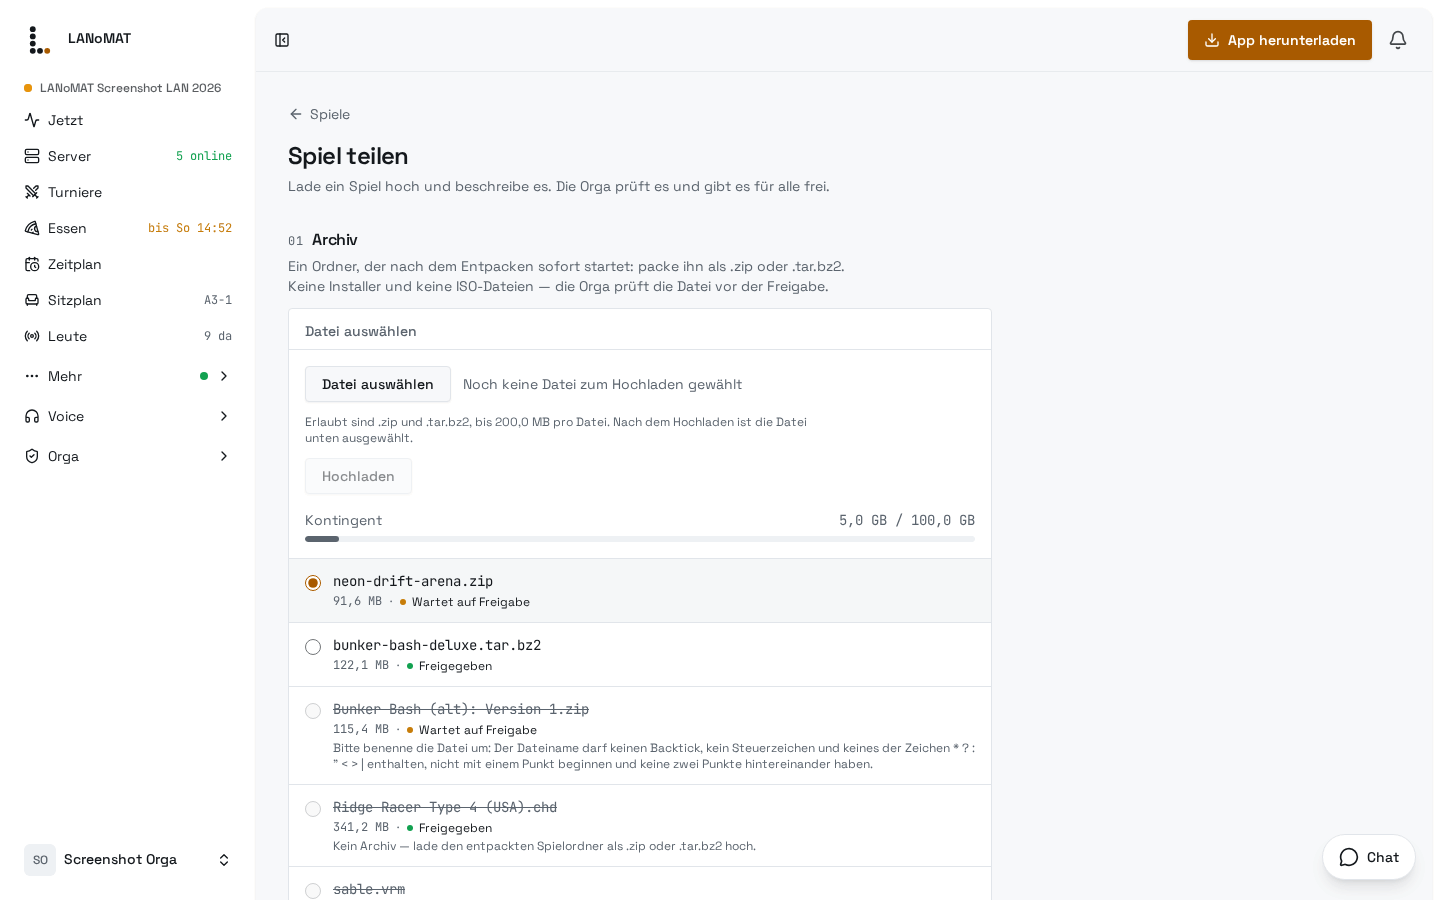 LANoMAT
App herunterladen
LANoMAT Screenshot LAN 2026
Jetzt
Server 5 online
Turniere
Essen bis So 14:52
Zeitplan
Sitzplan A3-1
Leute 9 da
Mehr
Voice
Orga
SO Screenshot Orga
Spiele
Spiel teilen
Lade ein Spiel hoch und beschreibe es. Die Orga prüft es und gibt es für alle frei.
01 Archiv
Ein Ordner, der nach dem Entpacken sofort startet: packe ihn als .zip oder .tar.bz2.
Keine Installer und keine ISO-Dateien — die Orga prüft die Datei vor der Freigabe.
Datei auswählen
Datei auswählen Noch keine Datei zum Hochladen gewählt
Erlaubt sind .zip und .tar.bz2, bis 200,0 MB pro Datei. Nach dem Hochladen ist die Datei
unten ausgewählt.
Hochladen
Kontingent 5,0 GB / 100,0 GB
neon-drift-arena.zip
91,6 MB · Wartet auf Freigabe
bunker-bash-deluxe.tar.bz2
122,1 MB · Freigegeben
Bunker Bash (alt): Version 1.zip
115,4 MB · Wartet auf Freigabe
Bitte benenne die Datei um: Der Dateiname darf keinen Backtick, kein Steuerzeichen und keines der Zeichen * ? :
" < > | enthalten, nicht mit einem Punkt beginnen und keine zwei Punkte hintereinander haben.
Ridge Racer Type 4 (USA).chd
341,2 MB · Freigegeben
Kein Archiv — lade den entpackten Spielordner als .zip oder .tar.bz2 hoch.
sable.vrm
Chat